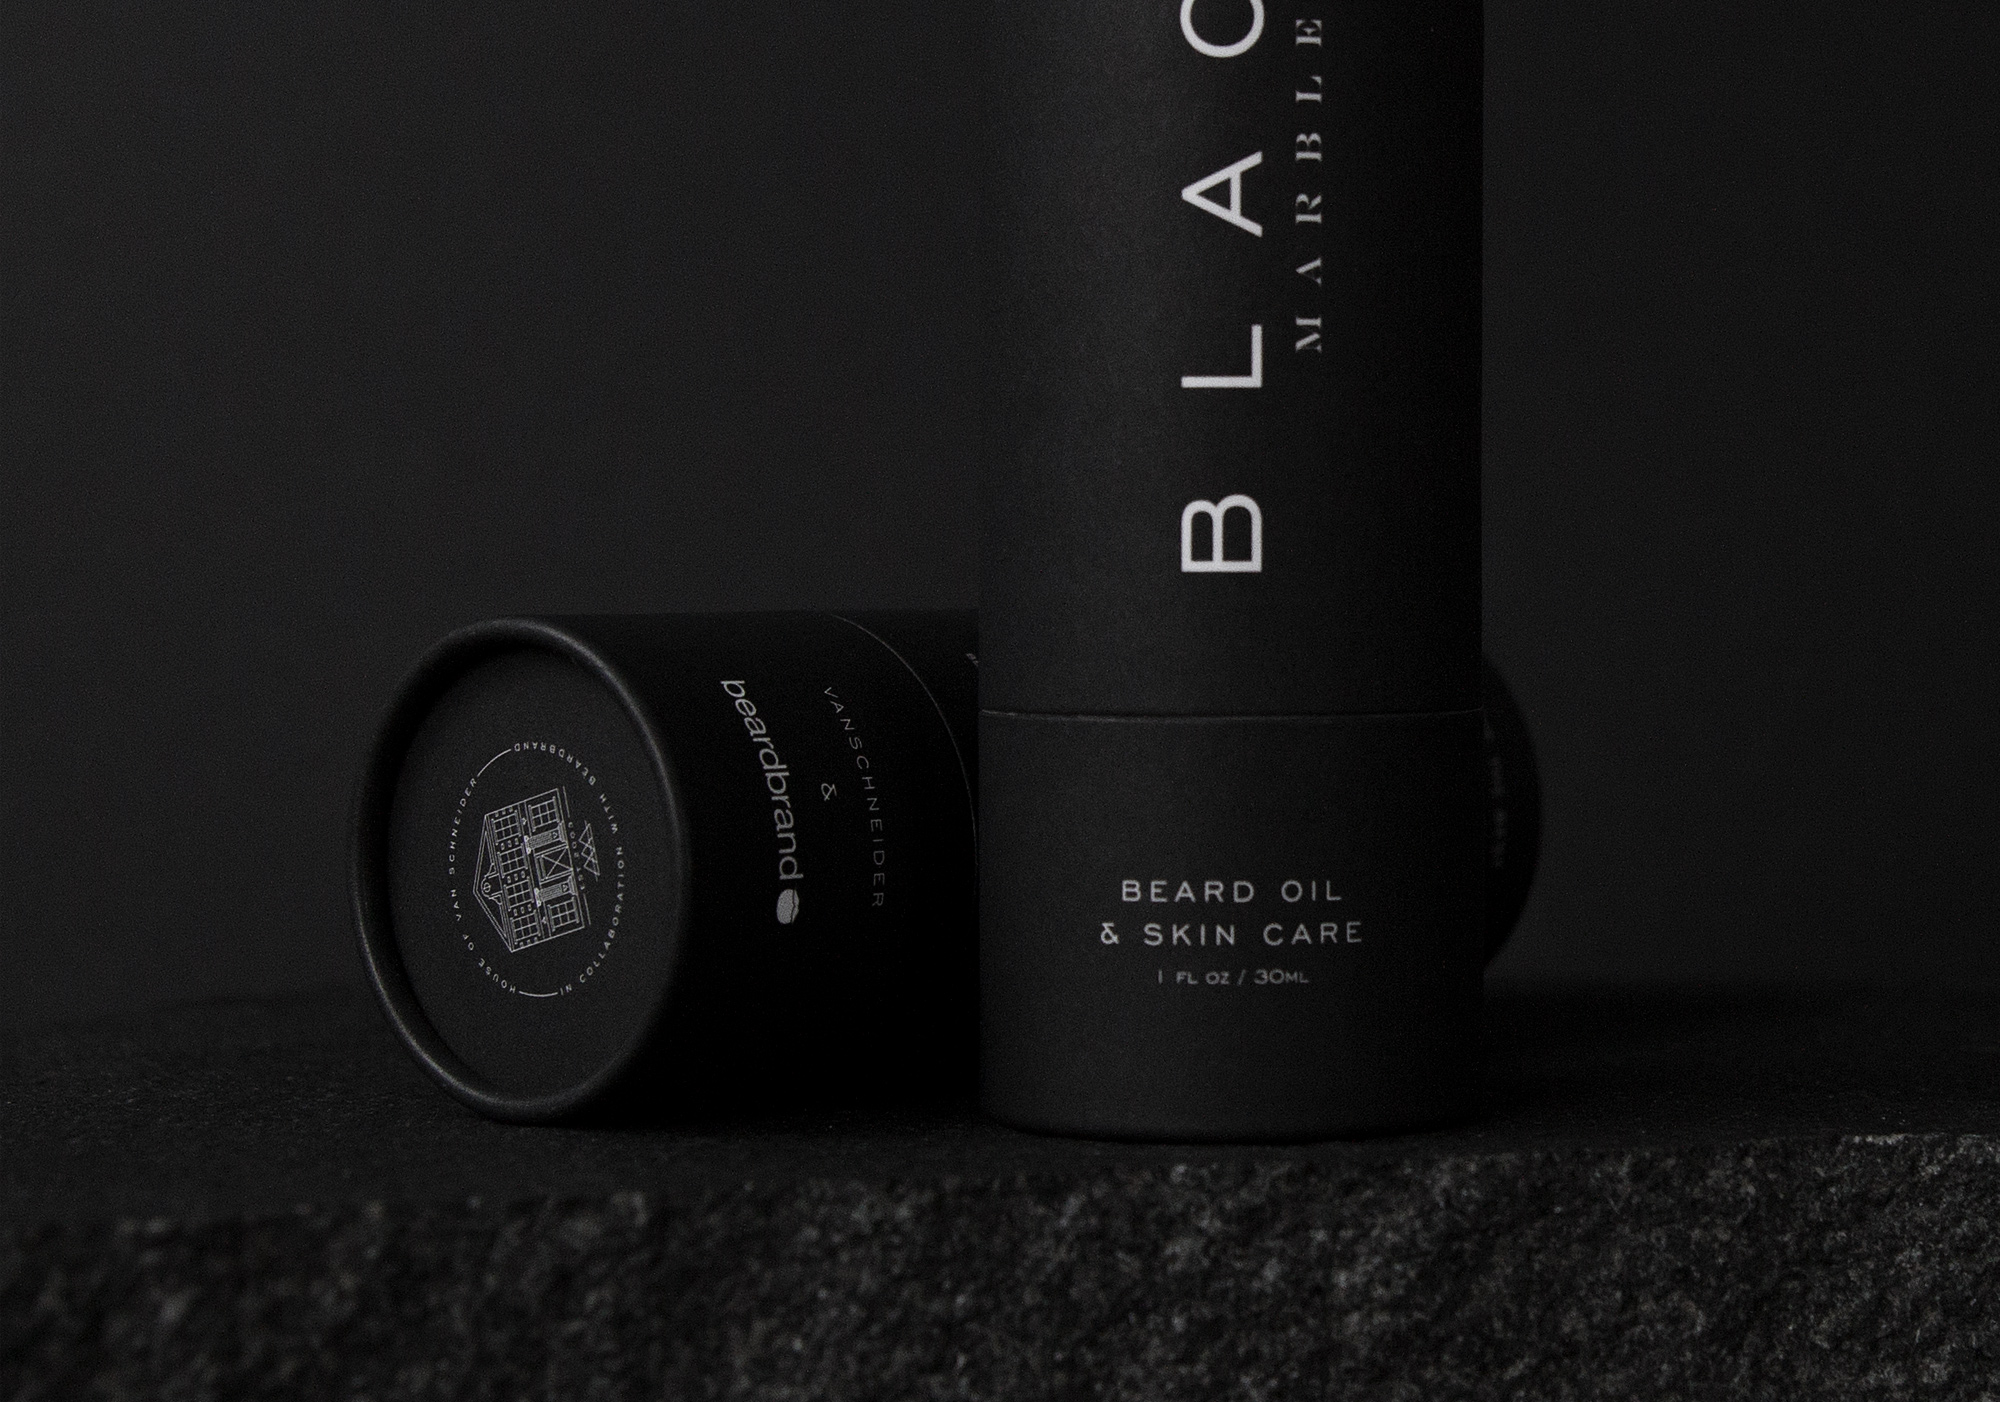 BLAC
MARBLE
BEARD OIL
& SKIN CARE
1 FL OZ / 30ML
VANSCHNEIDER
&
beardbrand
HOUSE OF VAN SCHNEIDER
IN COLLABORATION WITH BEARDBRAND